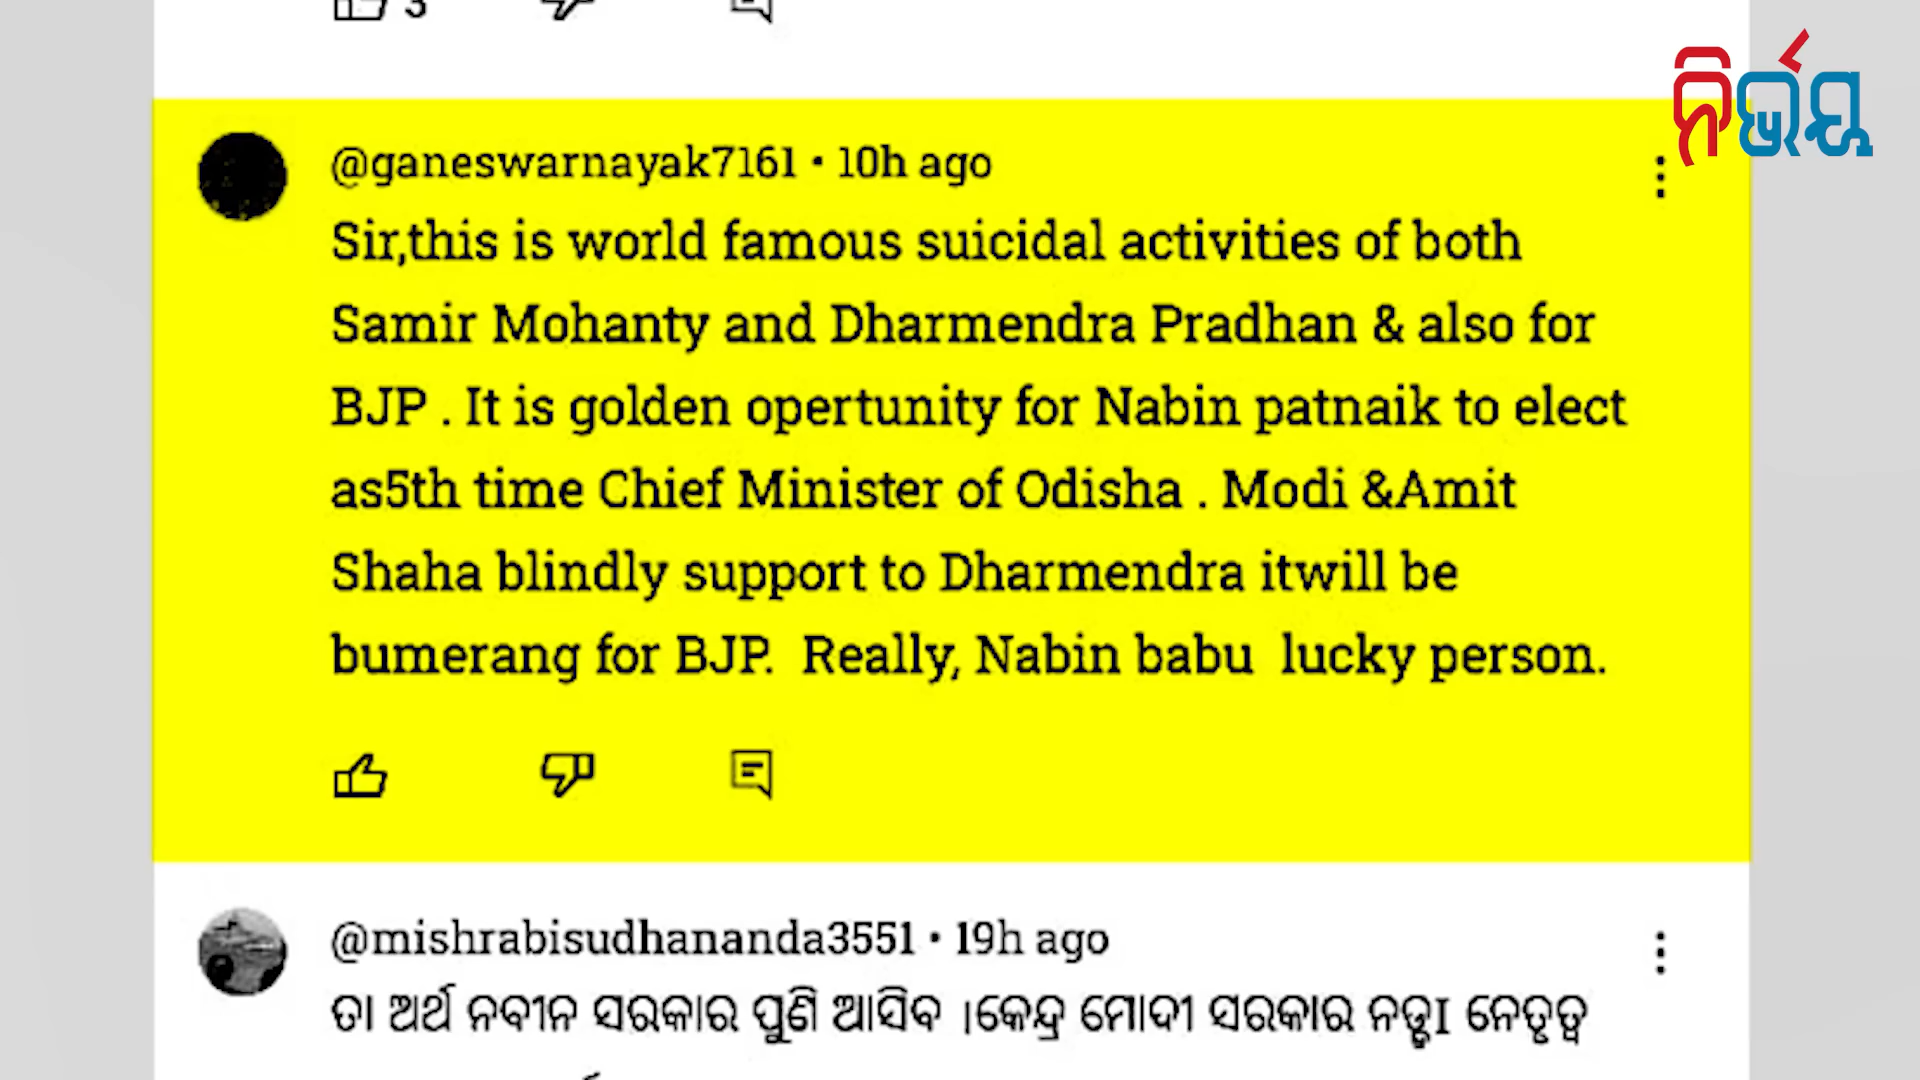 3
ନିର୍ଭୟ
@ganeswarnayak7161 • 10h ago
Sir,this is world famous suicidal activities of both
Samir Mohanty and Dharmendra Pradhan & also for
BJP . It is golden opertunity for Nabin patnaik to elect
as5th time Chief Minister of Odisha . Modi &Amit
Shaha blindly support to Dharmendra itwill be
bumerang for BJP.  Really, Nabin babu  lucky person.
@mishrabisudhananda3551 • 19h ago
ତା ଅର୍ଥ ନବୀନ ସରକାର ପୁଣି ଆସିବ ।କେନ୍ଦ୍ର ମୋଦୀ ସରକାର ନଡ୍ଡା ନେତୃତ୍ୱ